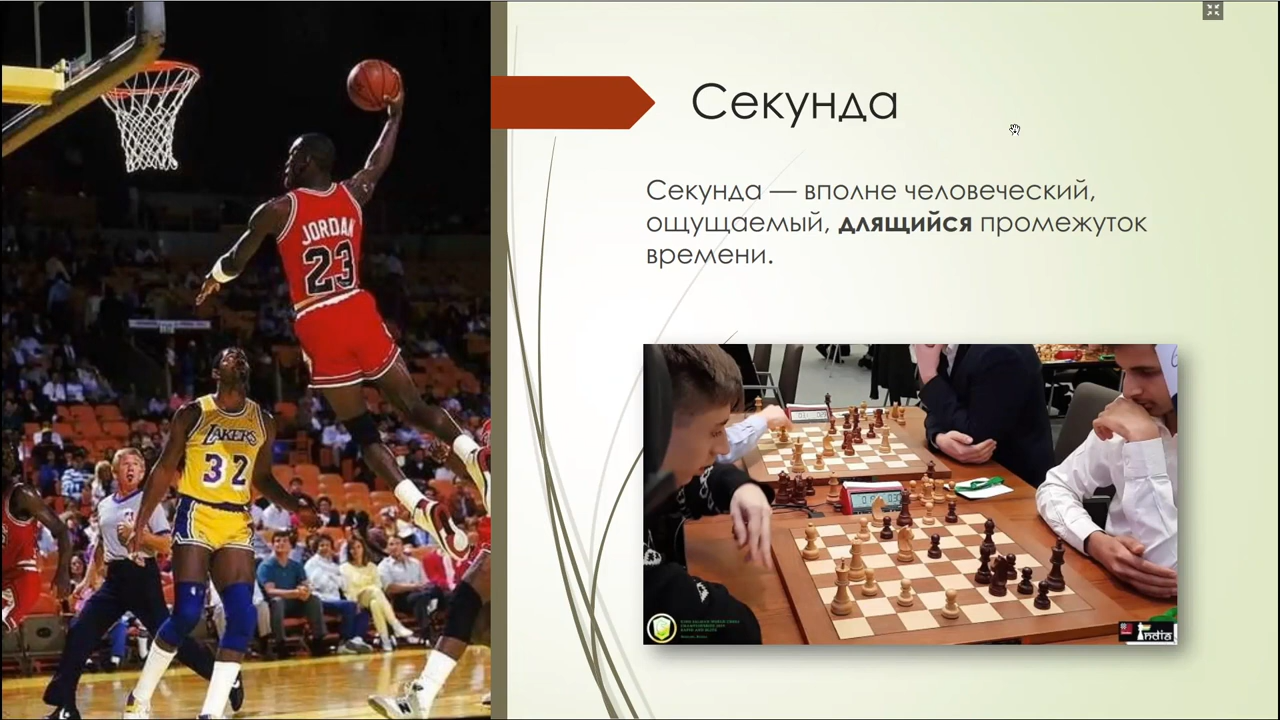 Секунда
Секунда — вполне человеческий,
ощущаемый, длящийся промежуток
времени.
JORDAN
23
LAKERS
32
India